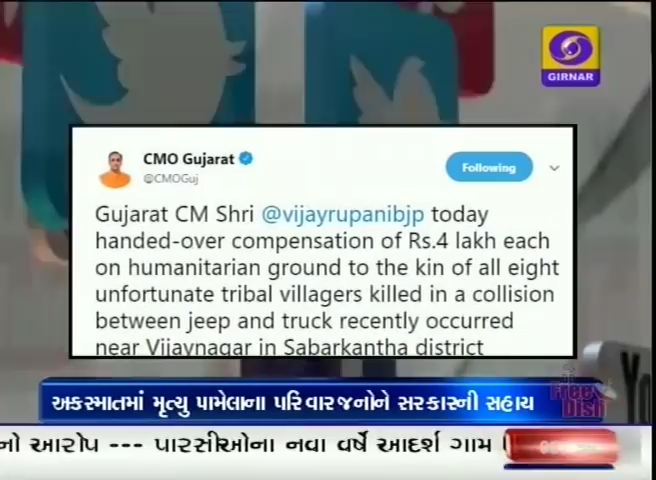 GIRNAR
CMO Gujarat
@CMOGuj
Following
Gujarat CM Shri @vijayrupanibjp today
handed-over compensation of Rs.4 lakh each
on humanitarian ground to the kin of all eight
unfortunate tribal villagers killed in a collision
between jeep and truck recently occurred
near Vijaynagar in Sabarkantha district
અકસ્માતમાં મૃત્યુ પામેલાના પરિવારજનોને સરકારની સહાય
Free Dish
નો આરોપ --- પારસીઓના નવા વર્ષે આદર્શ ગામ